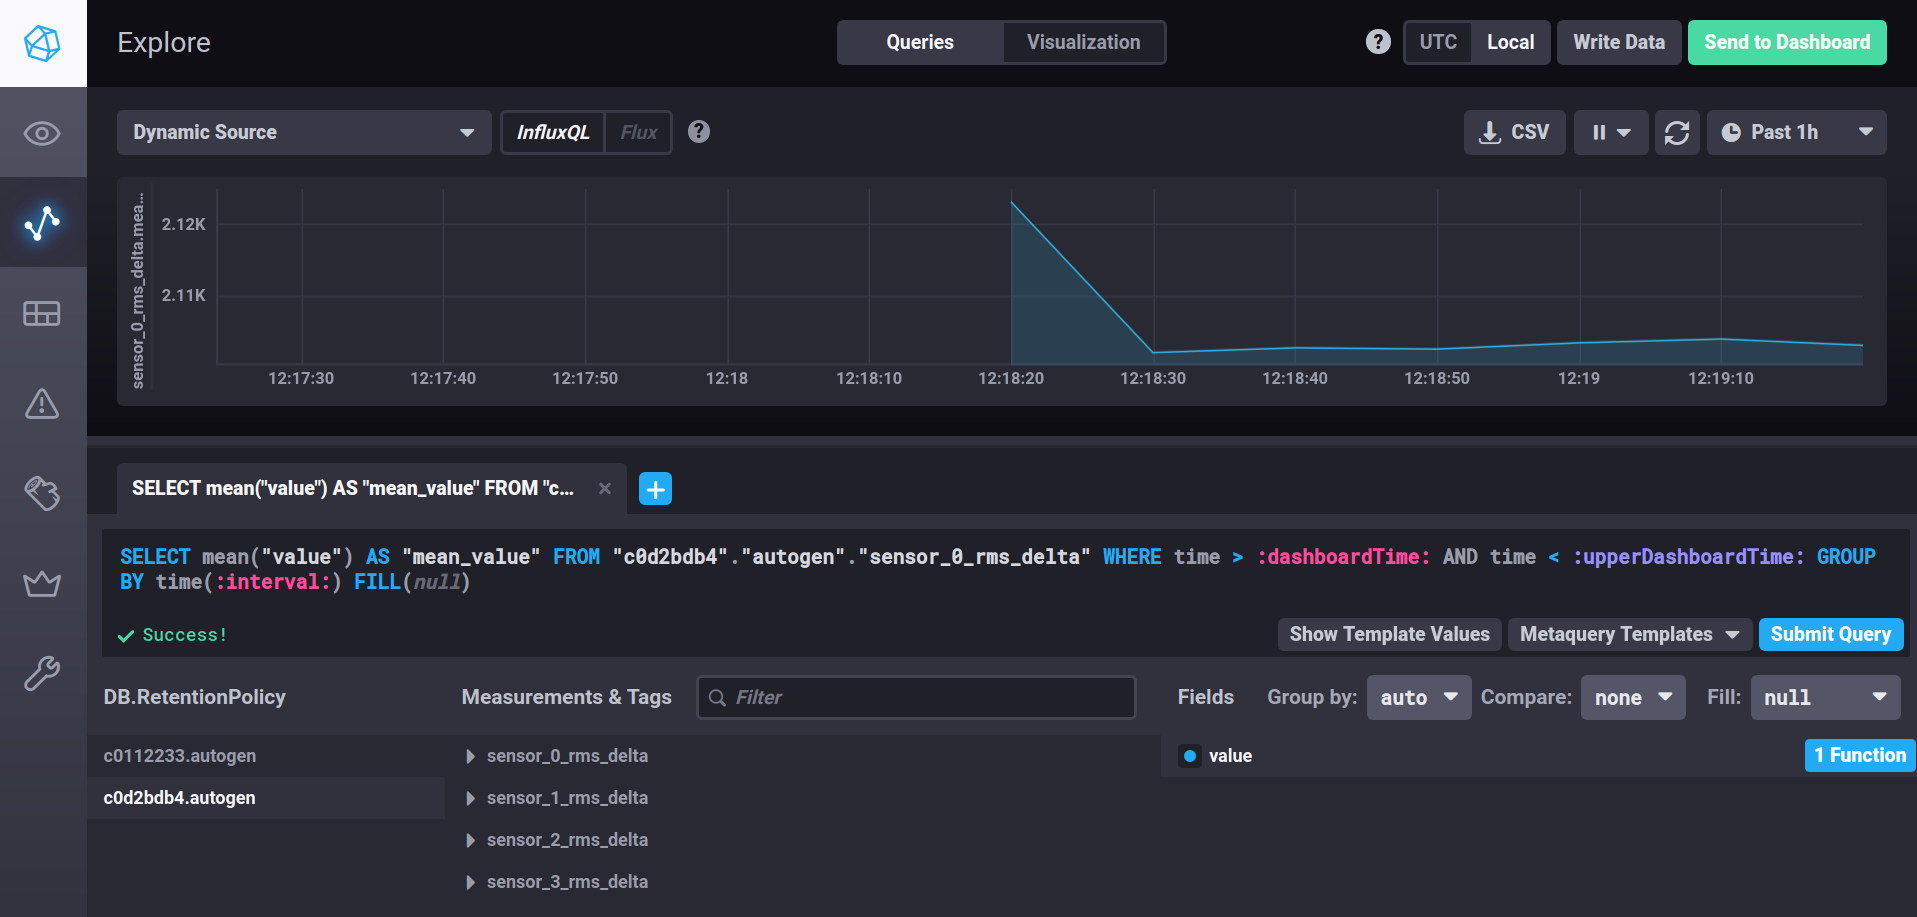 Explore
Queries
Visualization
?
UTC
Local
Write Data
Send to Dashboard
Dynamic Source
InfluxQL
Flux
?
CSV
Past 1h
sensor_0_rms_delta.mea...
2.12K
2.11K
12:17:30
12:17:40
12:17:50
12:18
12:18:10
12:18:20
12:18:30
12:18:40
12:18:50
12:19
12:19:10
SELECT mean("value") AS "mean_value" FROM "c...
SELECT mean("value") AS "mean_value" FROM "c0d2bdb4"."autogen"."sensor_0_rms_delta" WHERE time > :dashboardTime: AND time < :upperDashboardTime: GROUP
BY time(:interval:) FILL(null)
Success!
Show Template Values
Metaquery Templates
Submit Query
DB.RetentionPolicy
Measurements & Tags
Filter
Fields
Group by:
auto
Compare:
none
Fill:
null
c0112233.autogen
c0d2bdb4.autogen
sensor_0_rms_delta
sensor_1_rms_delta
sensor_2_rms_delta
sensor_3_rms_delta
value
1 Function